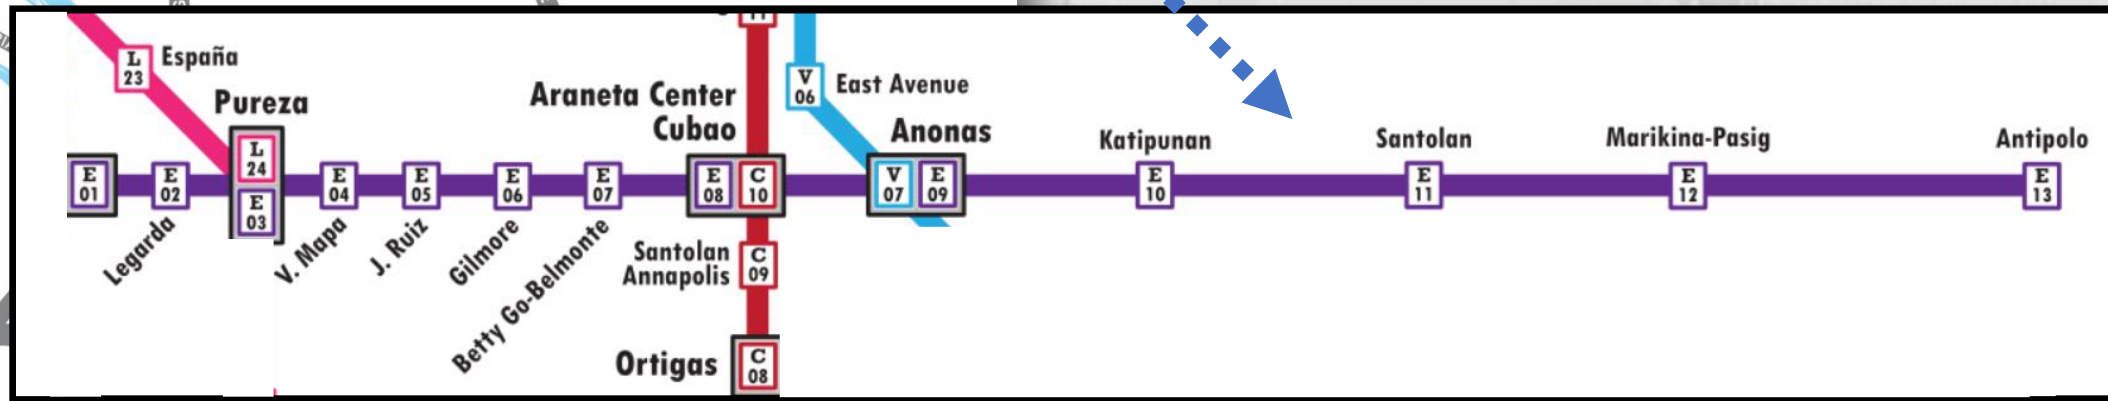 11
L
23
España
V
06
East Avenue
Araneta Center
Cubao
Pureza
Anonas
Katipunan
Santolan
Marikina-Pasig
Antipolo
E
01
E
02
L
24
E
03
E
04
E
05
E
06
E
07
E
08
C
10
V
07
E
09
E
10
E
11
E
12
E
13
Legarda
V. Mapa
J. Ruiz
Gilmore
Betty Go-Belmonte
Santolan
Annapolis
C
09
Ortigas
C
08